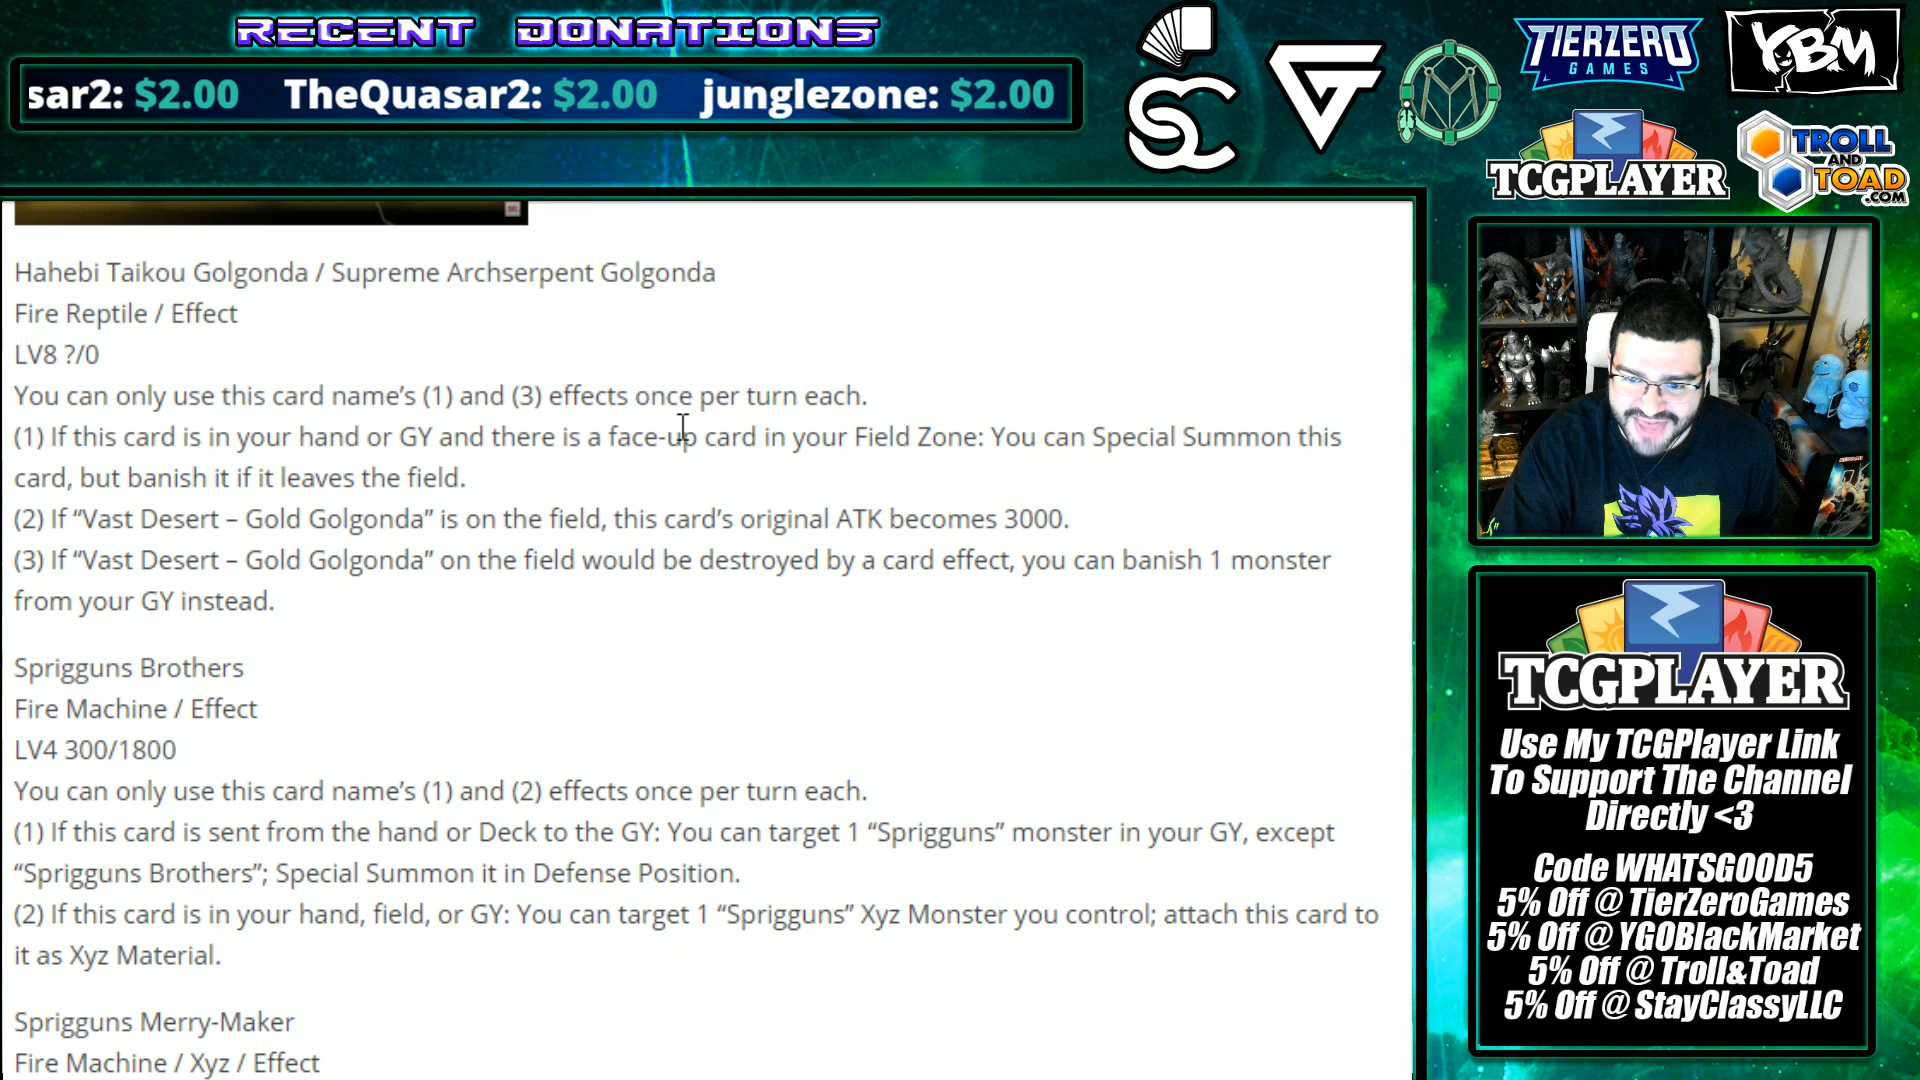 RECENT DONATIONS
sar2: $2.00 TheQuasar2: $2.00 junglezone: $2.00
SC
TIERZERO
GAMES
YBM
TCGPLAYER
TROLL
AND
TOAD
.COM
Hahebi Taikou Golgonda / Supreme Archserpent Golgonda
Fire Reptile / Effect
LV8 ?/0
You can only use this card name’s (1) and (3) effects once per turn each.
(1) If this card is in your hand or GY and there is a face-up card in your Field Zone: You can Special Summon this
card, but banish it if it leaves the field.
(2) If “Vast Desert – Gold Golgonda” is on the field, this card’s original ATK becomes 3000.
(3) If “Vast Desert – Gold Golgonda” on the field would be destroyed by a card effect, you can banish 1 monster
from your GY instead.
Sprigguns Brothers
Fire Machine / Effect
LV4 300/1800
You can only use this card name’s (1) and (2) effects once per turn each.
(1) If this card is sent from the hand or Deck to the GY: You can target 1 “Sprigguns” monster in your GY, except
“Sprigguns Brothers”; Special Summon it in Defense Position.
(2) If this card is in your hand, field, or GY: You can target 1 “Sprigguns” Xyz Monster you control; attach this card to
it as Xyz Material.
Sprigguns Merry-Maker
Fire Machine / Xyz / Effect
TCGPLAYER
Use My TCGPlayer Link
To Support The Channel
Directly <3
Code WHATSGOOD5
5% Off @ TierZeroGames
5% Off @ YGOBlackMarket
5% Off @ Troll&Toad
5% Off @ StayClassyLLC